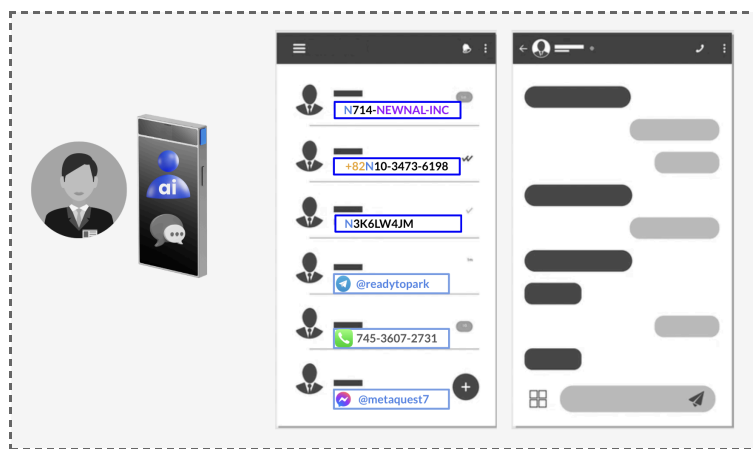 ai
N714-NEWNAL-INC
+82N10-3473-6198
N3K6LW4JM
@readytopark
745-3607-2731
@metaquest7